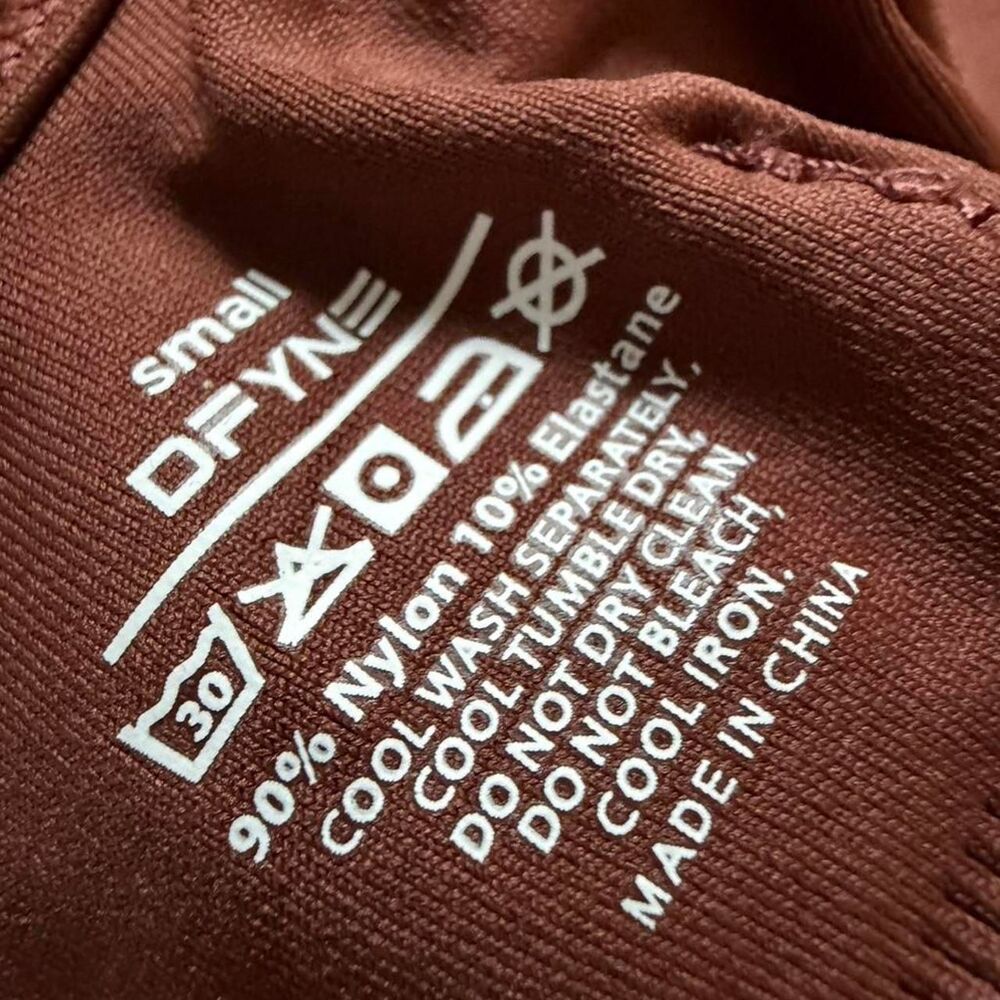 small
DFYNE
30
90% Nylon 10% Elastane
COOL WASH SEPARATELY,
COOL TUMBLE DRY,
DO NOT DRY CLEAN,
DO NOT BLEACH,
COOL IRON.
MADE IN CHINA